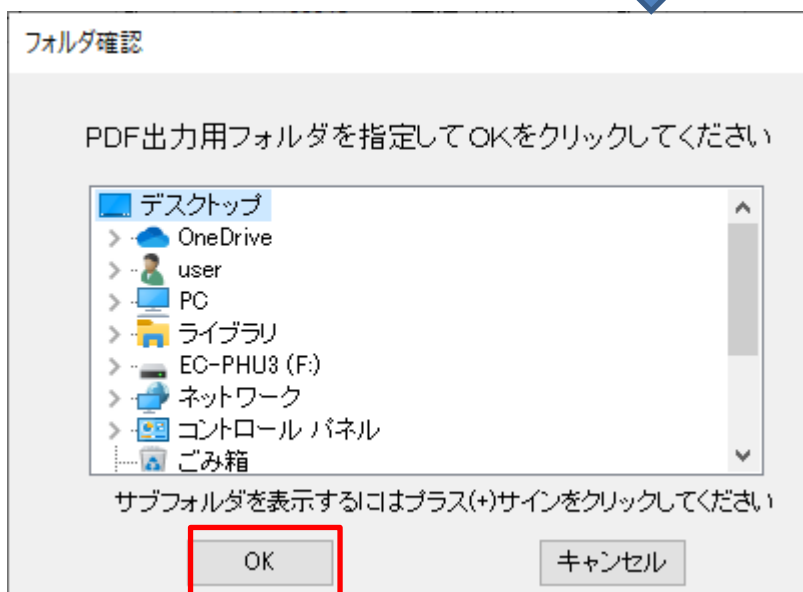 フォルダ確認
PDF出力用フォルダを指定してOKをクリックしてください
デスクトップ
OneDrive
user
PC
ライブラリ
EC-PHU3 (F:)
ネットワーク
コントロール パネル
ごみ箱
サブフォルダを表示するにはプラス(+)サインをクリックしてください
OK
キャンセル